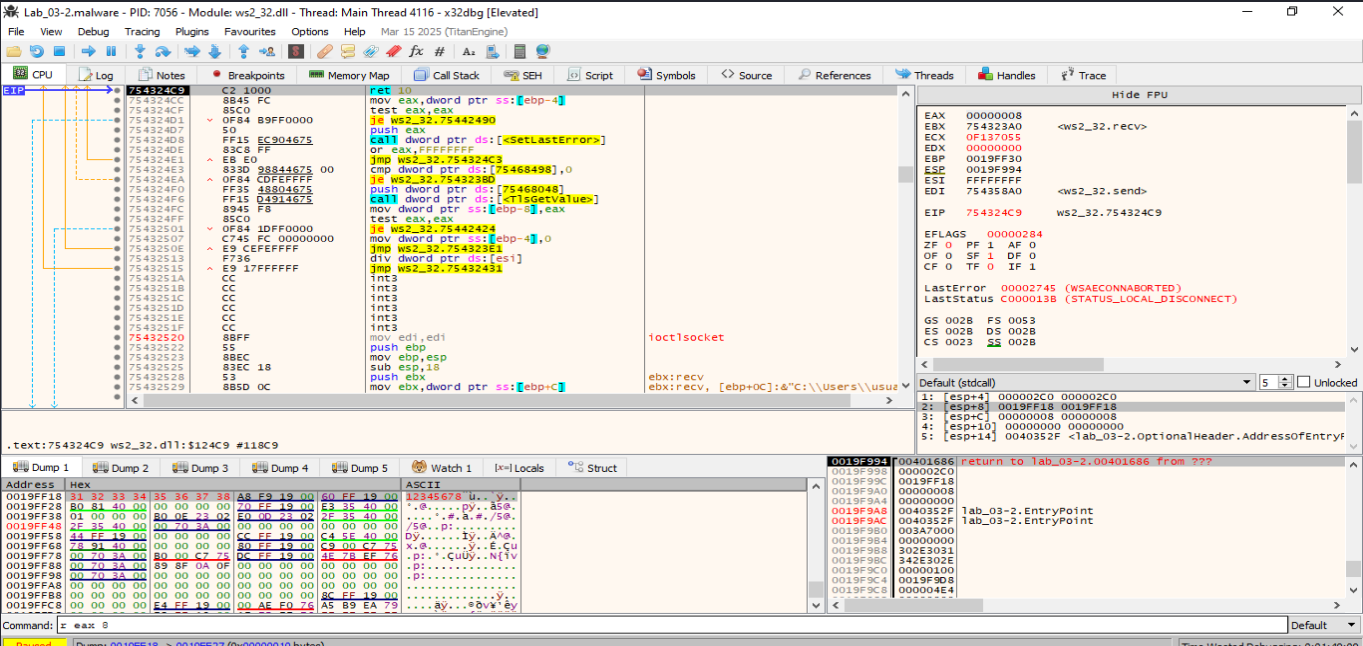 Lab_03-2.malware - PID: 7056 - Module: ws2_32.dll - Thread: Main Thread 4116 - x32dbg [Elevated]
File View Debug Tracing Plugins Favourites Options Help Mar 15 2025 (TitanEngine)
CPU Log Notes Breakpoints Memory Map Call Stack SEH Script Symbols Source References Threads Handles Trace
EIP 754324C9 C2 1000 ret 10
754324CC 8B45 FC mov eax,dword ptr ss:[ebp-4]
754324CF 85C0 test eax,eax
754324D1 0F84 B9FF0000 je ws2_32.75442490
754324D7 50 push eax
754324D8 FF15 EC904675 call dword ptr ds:[<SetLastError>]
754324DE 83C8 FF or eax,FFFFFFFF
754324E1 EB E0 jmp ws2_32.754324C3
754324E3 833D 98844675 00 cmp dword ptr ds:[75468498],0
754324EA 0F84 CDFEFFFF je ws2_32.754323BD
754324F0 FF35 48804675 push dword ptr ds:[75468048]
754324F6 FF15 D4914675 call dword ptr ds:[<TlsGetValue>]
754324FC 8945 F8 mov dword ptr ss:[ebp-8],eax
754324FF 85C0 test eax,eax
75432501 0F84 1DFF0000 je ws2_32.75442424
75432507 C745 FC 00000000 mov dword ptr ss:[ebp-4],0
7543250E E9 CEFEFFFF jmp ws2_32.754323E1
75432513 F736 div dword ptr ds:[esi]
75432515 E9 17FFFFFF jmp ws2_32.75432431
7543251A CC int3
7543251B CC int3
7543251C CC int3
7543251D CC int3
7543251E CC int3
7543251F CC int3
75432520 8BFF mov edi,edi ioctlsocket
75432522 55 push ebp
75432523 8BEC mov ebp,esp
75432525 83EC 18 sub esp,18
75432528 53 push ebx ebx:recv
75432529 8B5D 0C mov ebx,dword ptr ss:[ebp+C] ebx:recv, [ebp+0C]:&"C:\\Users\\usua
.text:754324C9 ws2_32.dll:$124C9 #118C9
Hide FPU
EAX 00000008
EBX 754323A0 <ws2_32.recv>
ECX 0F137055
EDX 00000000
EBP 0019FF30
ESP 0019F994
ESI FFFFFFFF
EDI 754358A0 <ws2_32.send>
EIP 754324C9 ws2_32.754324C9
EFLAGS 00000284
ZF 0 PF 1 AF 0
OF 0 SF 1 DF 0
CF 0 TF 0 IF 1
LastError 00002745 (WSAECONNABORTED)
LastStatus C000013B (STATUS_LOCAL_DISCONNECT)
GS 002B FS 0053
ES 002B DS 002B
CS 0023 SS 002B
Default (stdcall) 5 Unlocked
1: [esp+4] 000002C0 000002C0
2: [esp+8] 0019FF18 0019FF18
3: [esp+C] 00000008 00000008
4: [esp+10] 00000000 00000000
5: [esp+14] 0040352F <lab_03-2.OptionalHeader.AddressOfEntryF
Dump 1 Dump 2 Dump 3 Dump 4 Dump 5 Watch 1 [x=] Locals Struct
Address Hex ASCII
0019FF18 31 32 33 34 35 36 37 38 A8 F9 19 00 60 FF 19 00 12345678
0019FF28 B0 81 40 00 00 00 00 00 70 FF 19 00 E3 35 40 00
0019FF38 01 00 00 00 B0 0E 23 02 E0 0D 23 02 2F 35 40 00
0019FF48 2F 35 40 00 00 70 3A 00 00 00 00 00 00 00 00 00
0019FF58 44 FF 19 00 00 00 00 00 CC FF 19 00 C4 5E 40 00
0019FF68 78 91 40 00 00 00 00 00 80 FF 19 00 C9 00 C7 75
0019FF78 00 70 3A 00 B0 00 C7 75 DC FF 19 00 4E 7B EF 76
0019FF88 00 70 3A 00 89 8F 0A 0F 00 00 00 00 00 00 00 00
0019FF98 00 70 3A 00 00 00 00 00 00 00 00 00 00 00 00 00
0019FFA8 00 00 00 00 00 00 00 00 00 00 00 00 00 00 00 00
0019FFB8 00 00 00 00 00 00 00 00 00 00 00 00 8C FF 19 00
0019FFC8 00 00 00 00 E4 FF 19 00 00 AE F0 76 A5 B9 EA 79
0019F994 00401686 return to lab_03-2.00401686 from ???
0019F998 000002C0
0019F99C 0019FF18
0019F9A0 00000008
0019F9A4 00000000
0019F9A8 0040352F lab_03-2.EntryPoint
0019F9AC 0040352F lab_03-2.EntryPoint
0019F9B0 003A7000
0019F9B4 00000000
0019F9B8 302E3031
0019F9BC 342E302E
0019F9C0 00000100
0019F9C4 0019F9D8
0019F9C8 000004E4
Command: r eax 8 Default
Paused